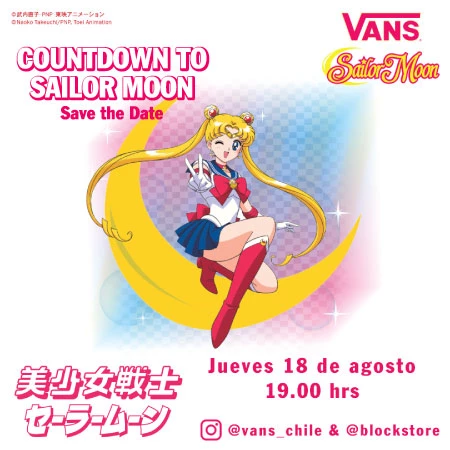 ©武内直子・PNP・東映アニメーション
©Naoko Takeuchi/PNP, Toei Animation
VANS
Sailor Moon
COUNTDOWN TO
SAILOR MOON
Save the Date
美少女戦士
セーラームーン
Jueves 18 de agosto
19.00 hrs
@vans_chile & @blockstore